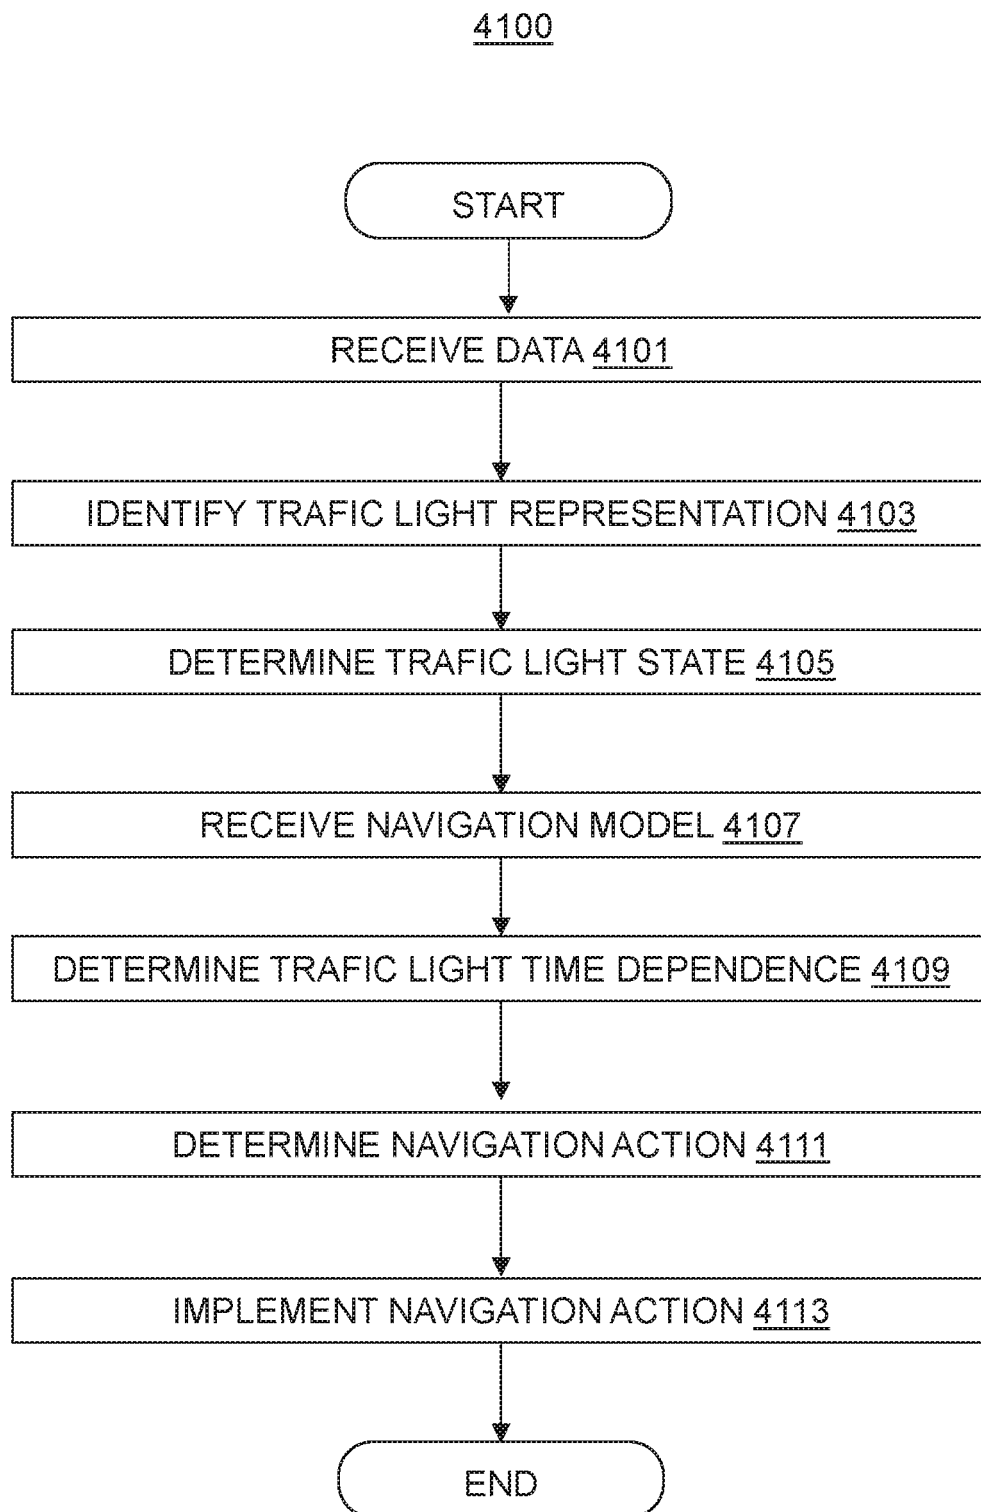 4100
START
RECEIVE DATA 4101
IDENTIFY TRAFIC LIGHT REPRESENTATION 4103
DETERMINE TRAFIC LIGHT STATE 4105
RECEIVE NAVIGATION MODEL 4107
DETERMINE TRAFIC LIGHT TIME DEPENDENCE 4109
DETERMINE NAVIGATION ACTION 4111
IMPLEMENT NAVIGATION ACTION 4113
END